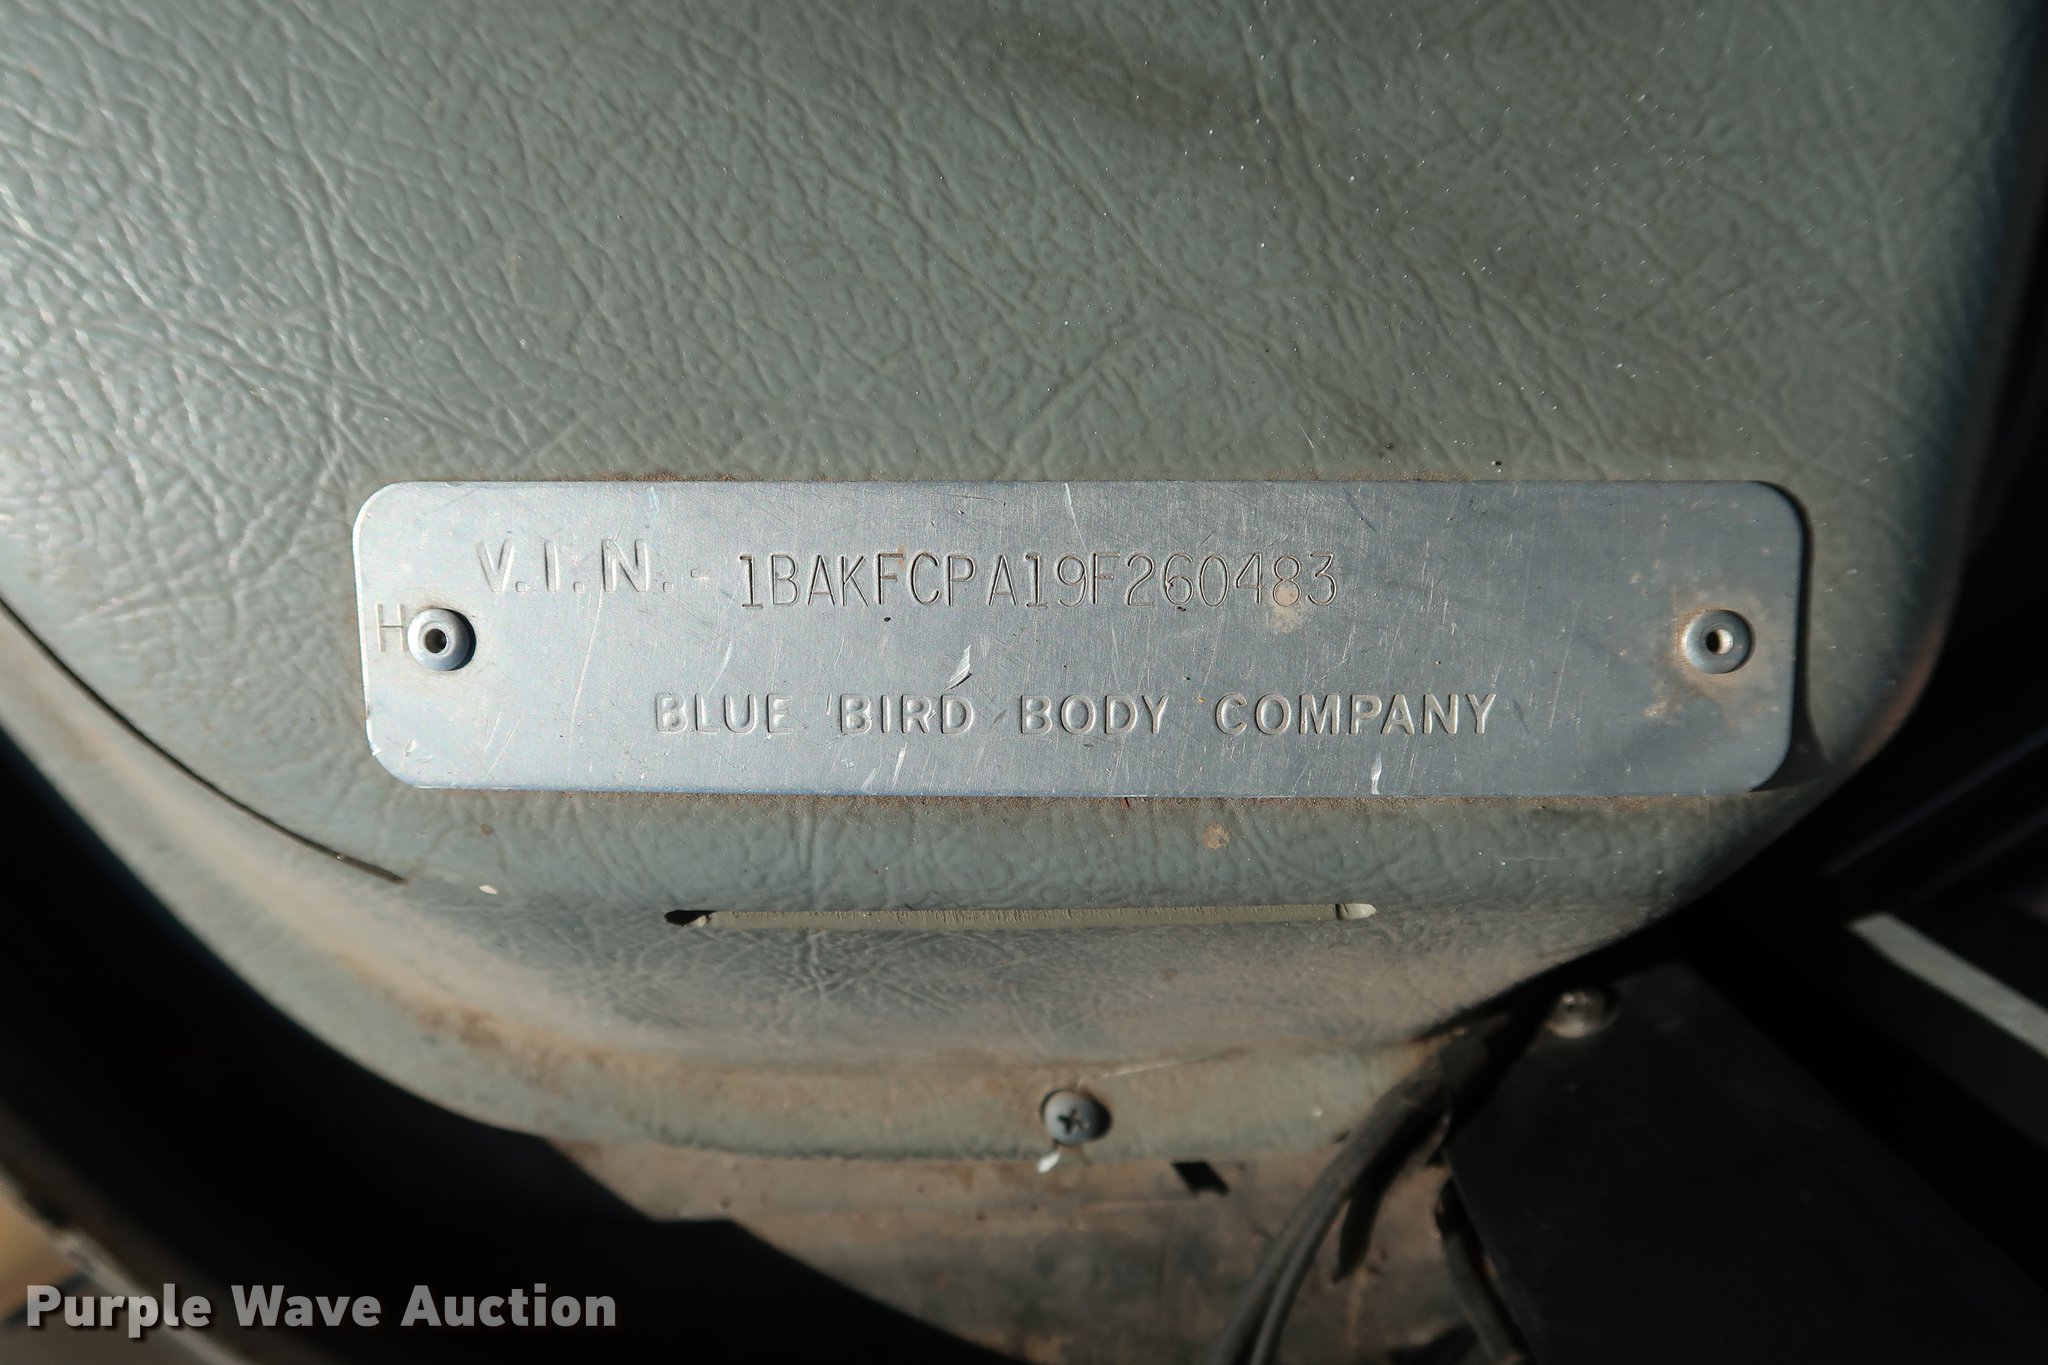 V.I.N.-1BAKFCPA19F260483
H
BLUE BIRD BODY COMPANY
Purple Wave Auction